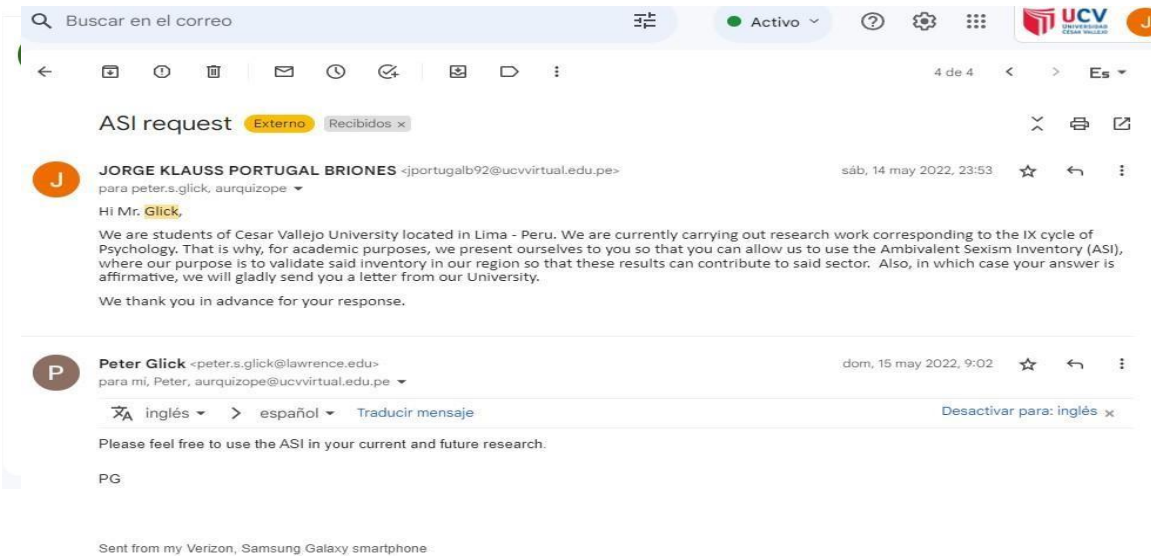 Buscar en el correo
Activo
UCV
UNIVERSIDAD
CÉSAR VALLEJO
J
4 de 4
Es
ASI request Externo Recibidos ×
J
JORGE KLAUSS PORTUGAL BRIONES <jportugalb92@ucvvirtual.edu.pe> sáb, 14 may 2022, 23:53
para peter.s.glick, aurquizope
Hi Mr. Glick,
We are students of Cesar Vallejo University located in Lima - Peru. We are currently carrying out research work corresponding to the IX cycle of
Psychology. That is why, for academic purposes, we present ourselves to you so that you can allow us to use the Ambivalent Sexism Inventory (ASI),
where our purpose is to validate said inventory in our region so that these results can contribute to said sector. Also, in which case your answer is
affirmative, we will gladly send you a letter from our University.
We thank you in advance for your response.
P
Peter Glick <peter.s.glick@lawrence.edu> dom, 15 may 2022, 9:02
para mí, Peter, aurquizope@ucvvirtual.edu.pe
inglés > español Traducir mensaje Desactivar para: inglés ×
Please feel free to use the ASI in your current and future research.
PG
Sent from my Verizon, Samsung Galaxy smartphone